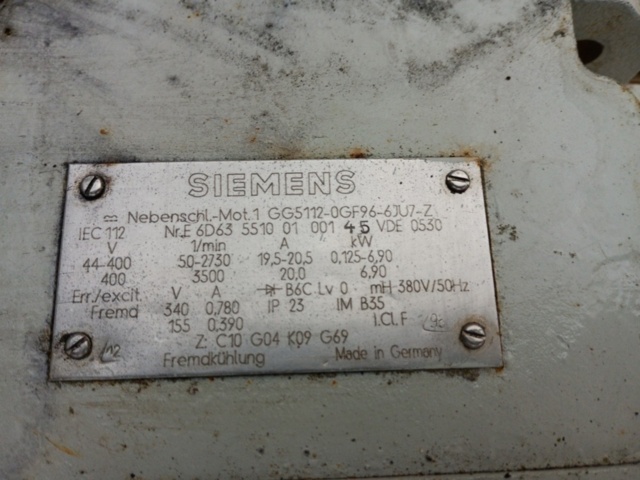 SIEMENS
≂ Nebenschl.-Mot. 1 GG5112-0GF96-6JU7-Z
IEC 112 Nr.E 6D63 5510 01 001 45 VDE 0530
V 1/min A kW
44-400 50-2730 19,5-20,5 0,125-6,90
400 3500 20,0 6,90
Err./excit. V A B6C Lv 0 mH-380V/50Hz
Fremd 340 0,780 IP 23 IM B35
155 0,390 I.Cl.F
Z: C10 G04 K09 G69
/12 Fremdkühlung Made in Germany